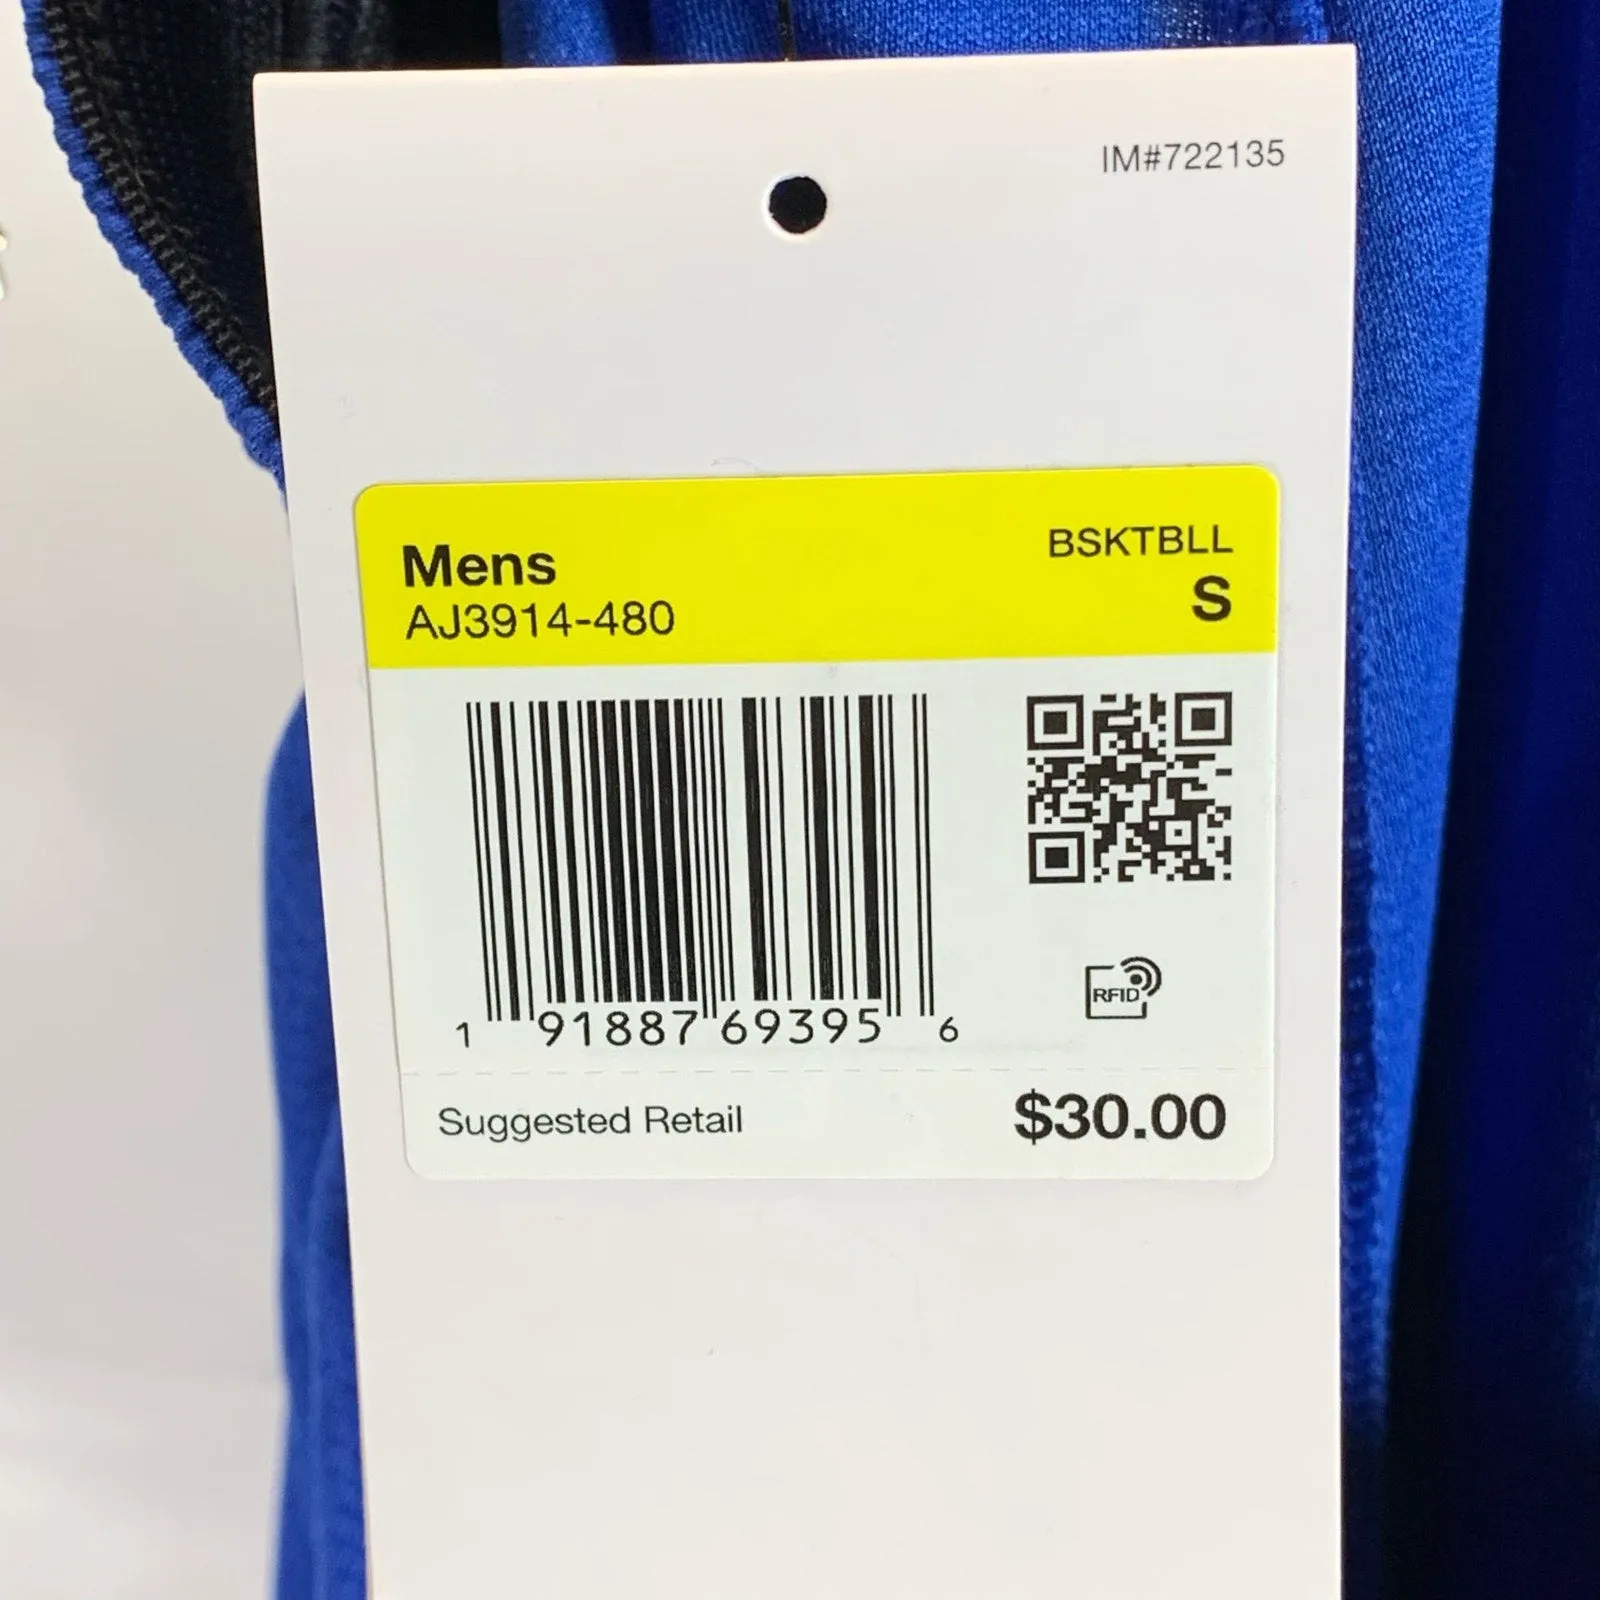 IM#722135
Mens
BSKTBLL
AJ3914-480
S
1 91887 69395 6
RFID
Suggested Retail
$30.00